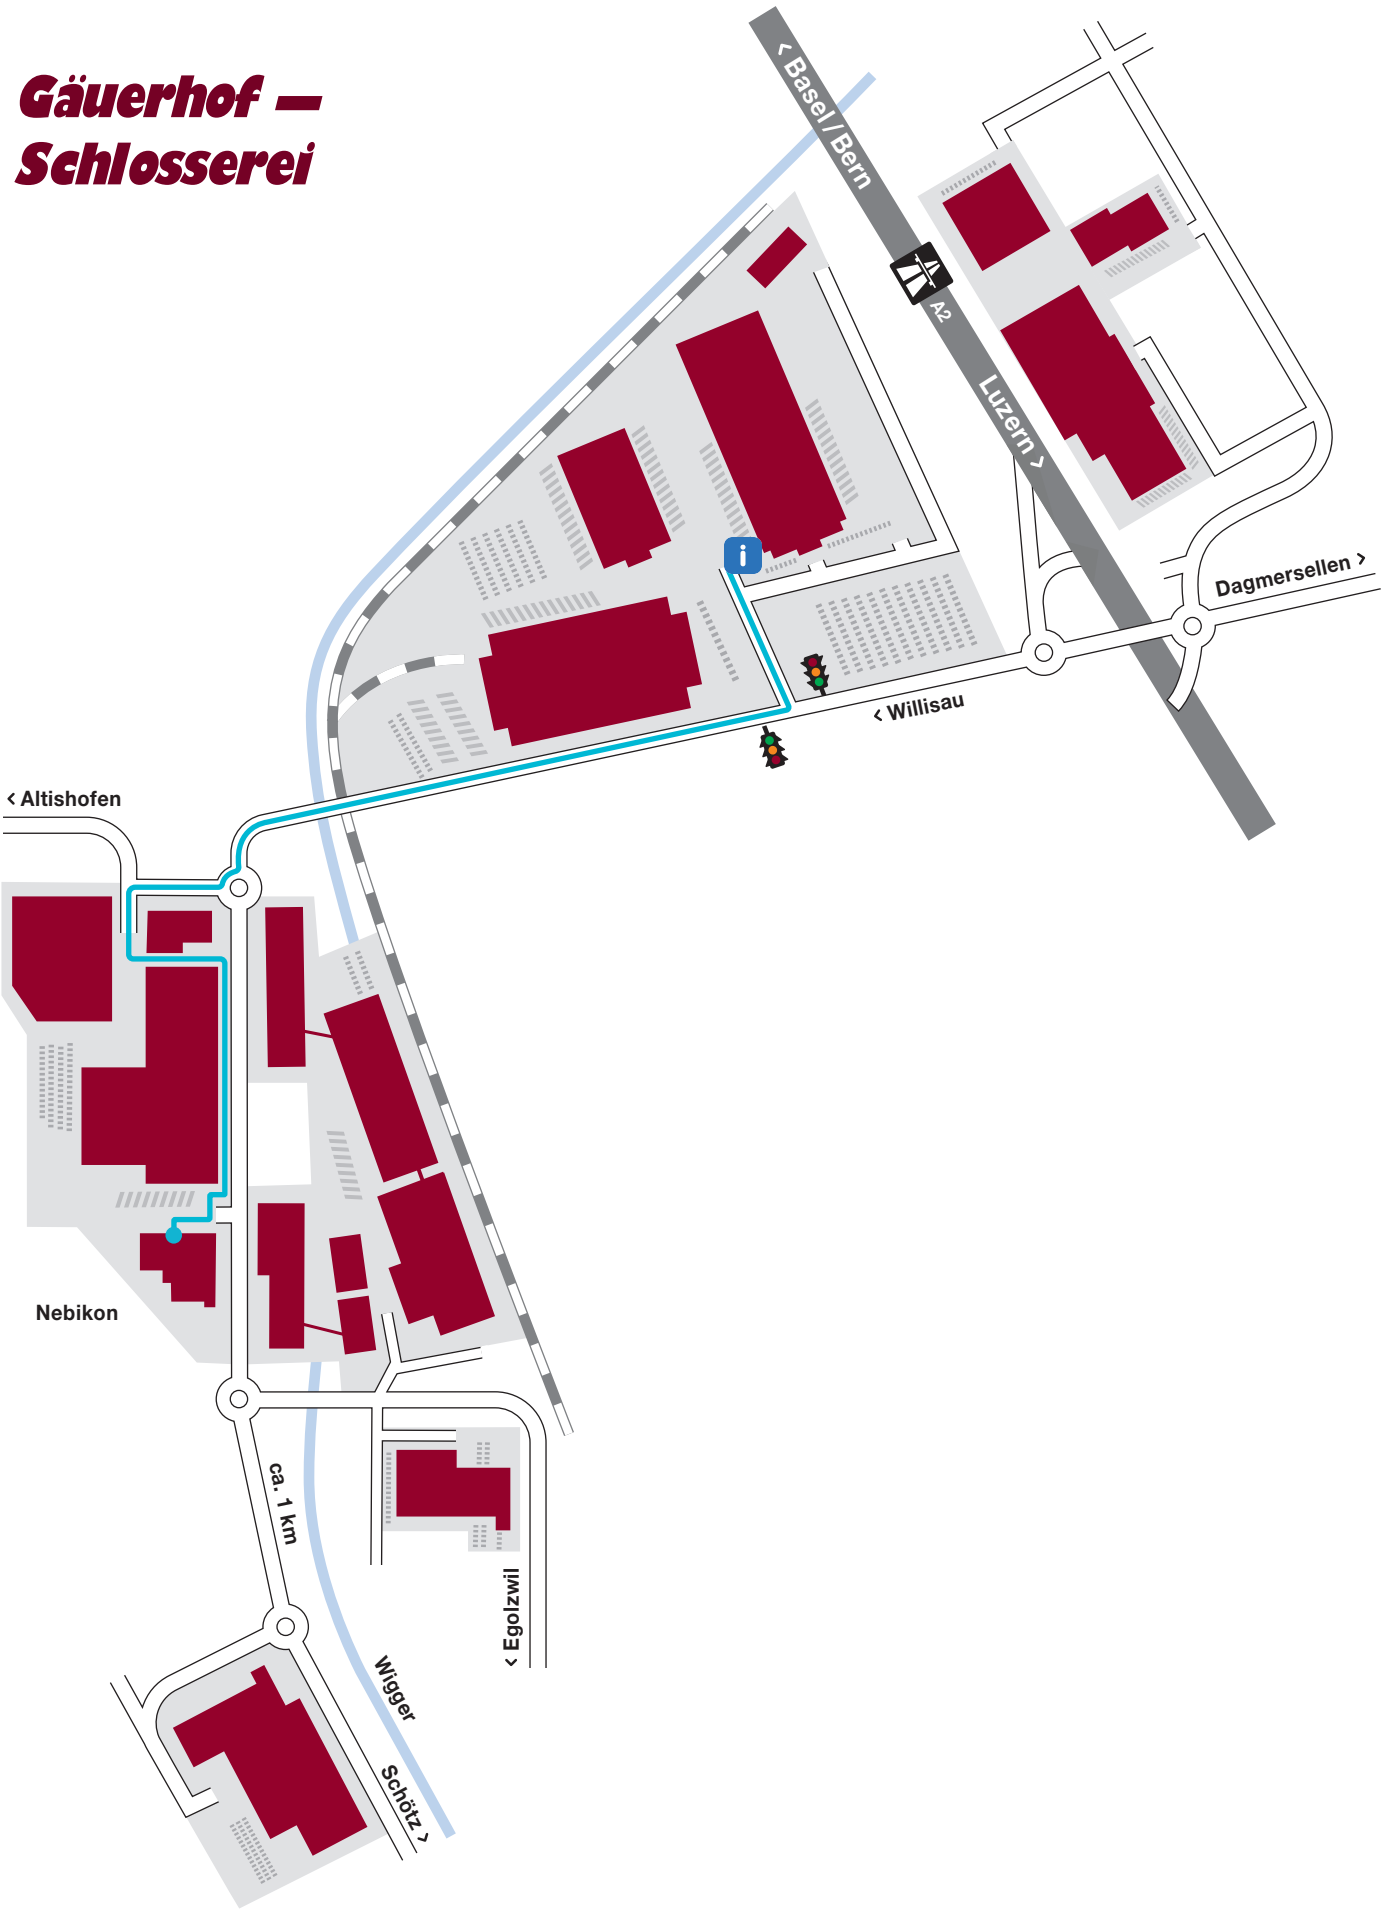 Gäuerhof —
Schlosserei
< Basel / Bern
A2
Luzern >
i
Dagmersellen >
< Willisau
< Altishofen
Nebikon
ca. 1 km
< Egolzwil
Wigger
Schötz >